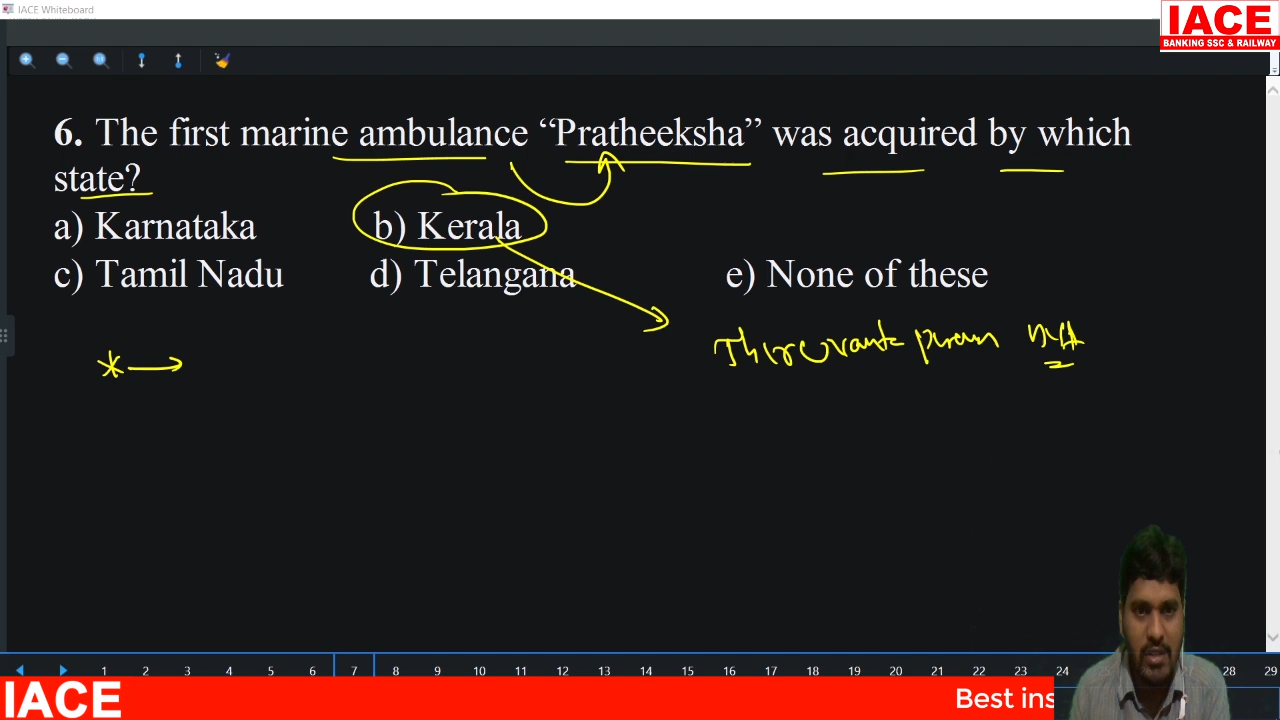 IACE Whiteboard
IACE
BANKING SSC & RAILWAY
6. The first marine ambulance “Pratheeksha” was acquired by which
state?
a) Karnataka b) Kerala
c) Tamil Nadu d) Telangana e) None of these
1 2 3 4 5 6 7 8 9 10 11 12 13 14 15 16 17 18 19 20 21 22 23 24 28 29
IACE Best ins